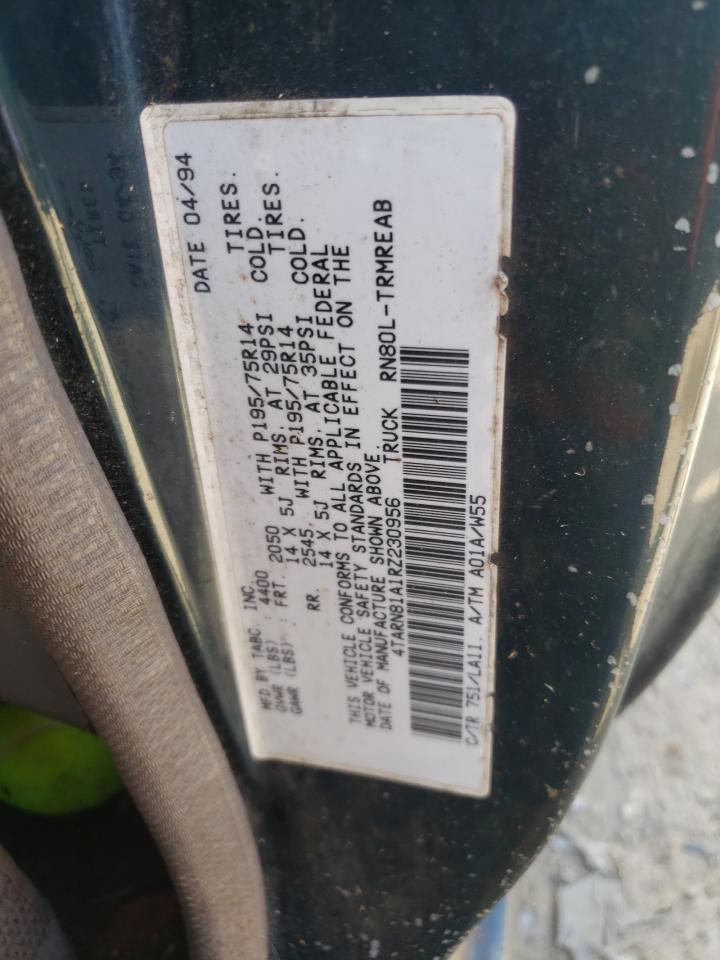 MFD BY TABC. INC. DATE 04/94
GVWR (LBS) : 4400
GAWR (LBS) : FRT. 2050 WITH P195/75R14 TIRES.
14 X 5J RIMS. AT 29PSI COLD.
RR. 2545 WITH P195/75R14 TIRES.
14 X 5J RIMS. AT 35PSI COLD.
THIS VEHICLE CONFORMS TO ALL APPLICABLE FEDERAL
MOTOR VEHICLE SAFETY STANDARDS IN EFFECT ON THE
DATE OF MANUFACTURE SHOWN ABOVE.
4TARN81A1RZ230956 TRUCK RN80L-TRMREAB
C/TR 751/LA11. A/TM A01A/W55